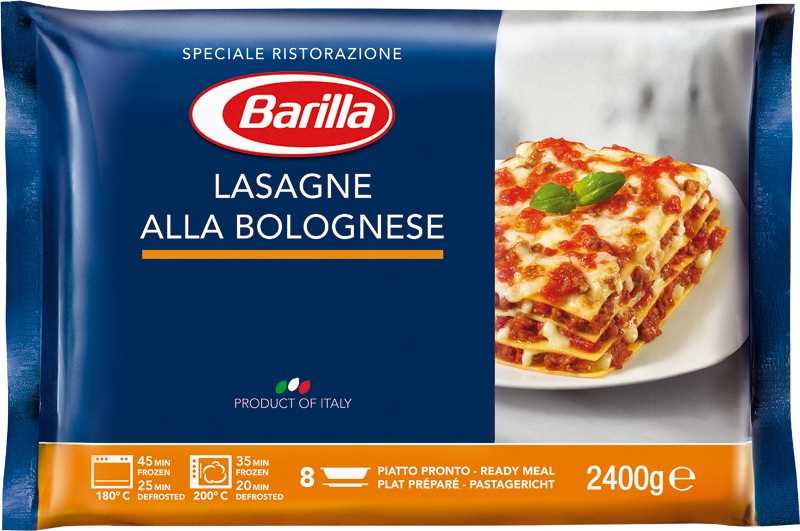 SPECIALE RISTORAZIONE
Barilla
LASAGNE
ALLA BOLOGNESE
PRODUCT OF ITALY
45 MIN FROZEN
25 MIN DEFROSTED
180° C
35 MIN FROZEN
20 MIN DEFROSTED
200° C
8
PIATTO PRONTO - READY MEAL
PLAT PRÉPARÉ - PASTAGERICHT
2400g ℮